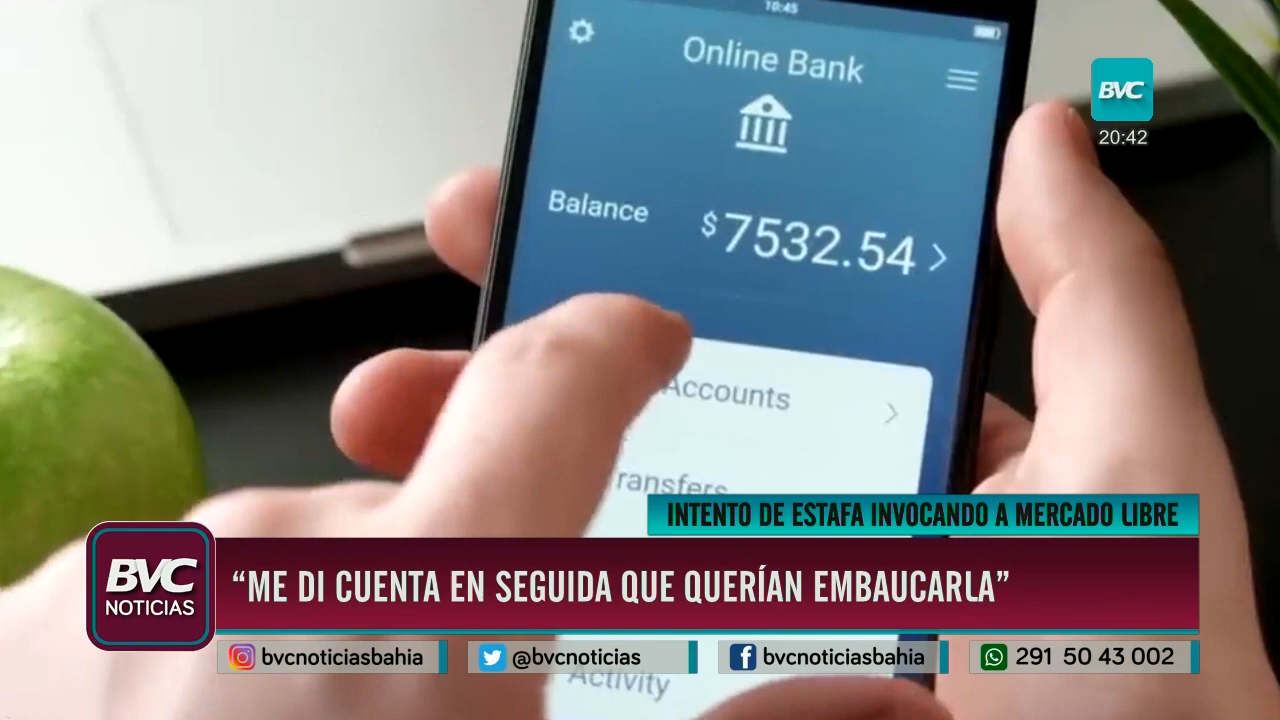 10:45
Online Bank
BVC
20:42
Balance $7532.54
Accounts
ransfers
INTENTO DE ESTAFA INVOCANDO A MERCADO LIBRE
BVC
NOTICIAS
“ME DI CUENTA EN SEGUIDA QUE QUERÍAN EMBAUCARLA”
bvcnoticiasbahia
@bvcnoticias
bvcnoticiasbahia
291 50 43 002
Activity